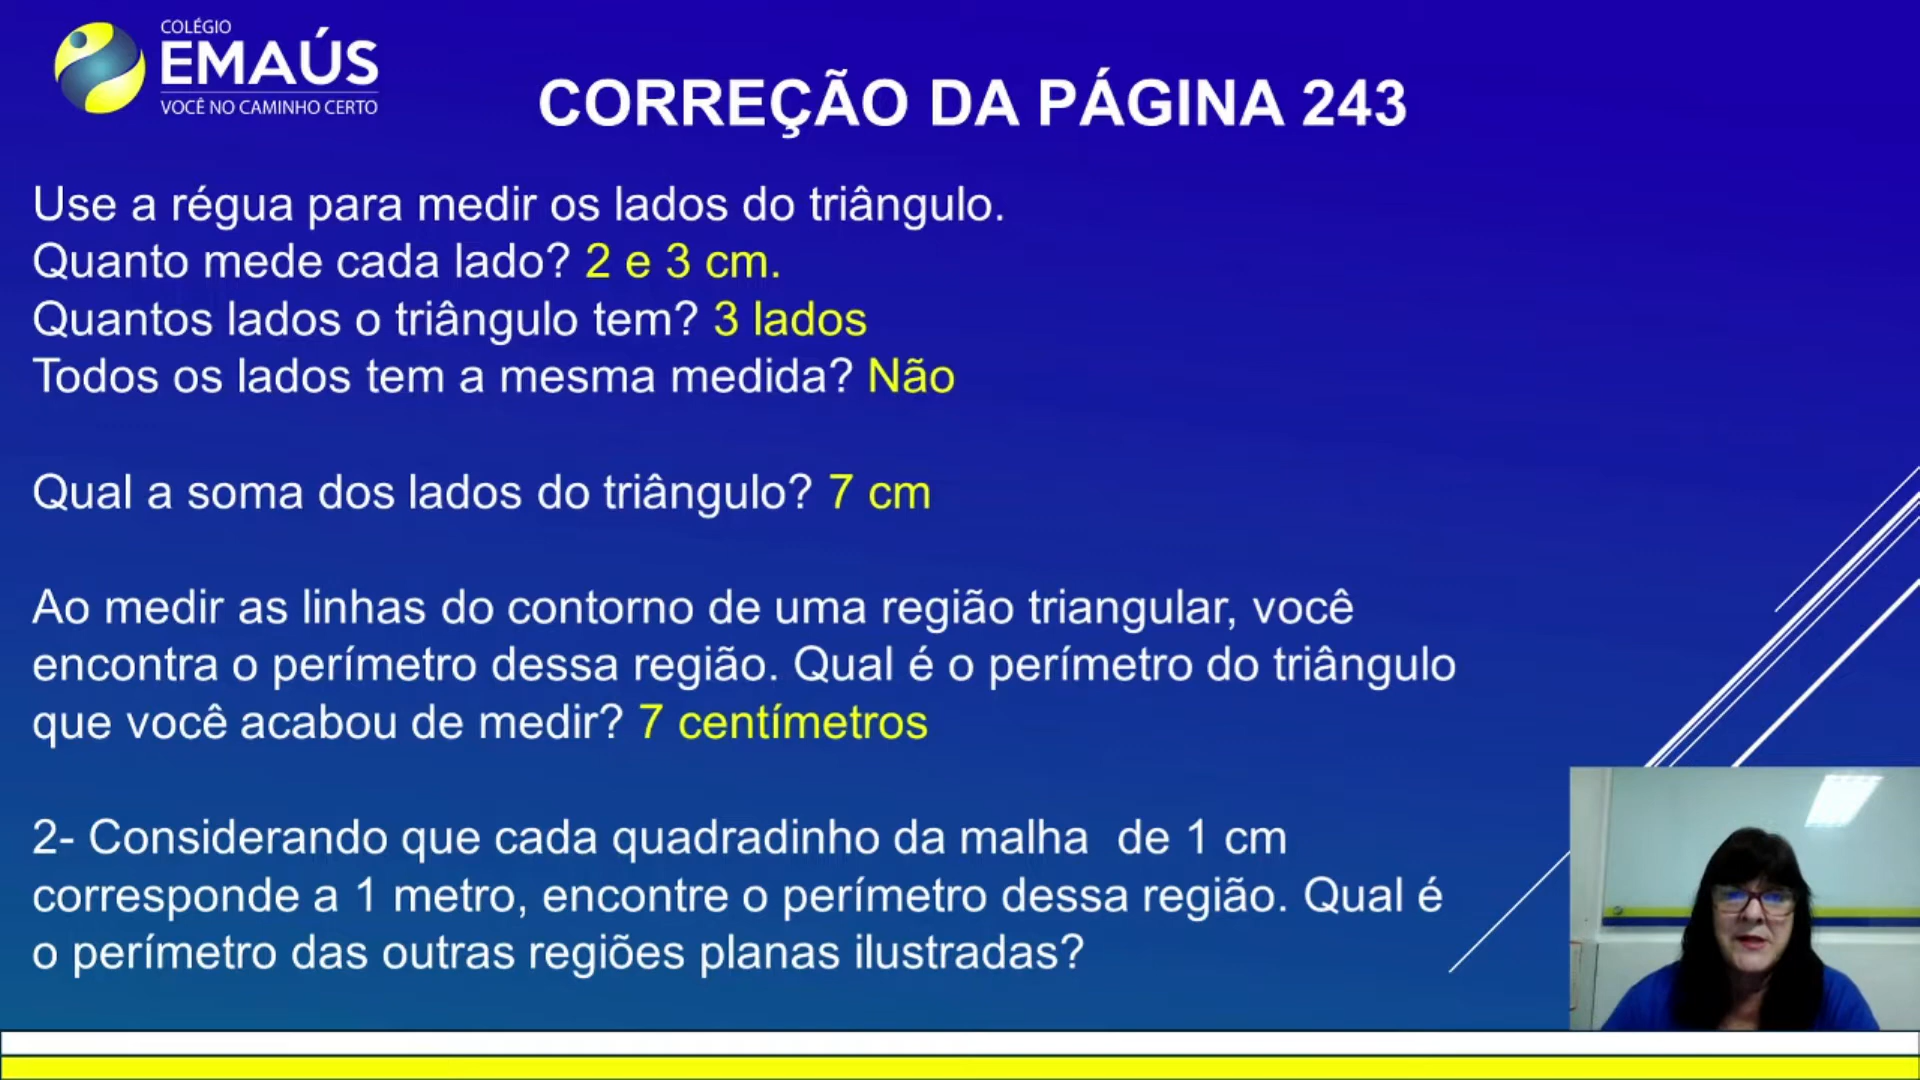 COLÉGIO
EMAÚS
VOCÊ NO CAMINHO CERTO
CORREÇÃO DA PÁGINA 243
Use a régua para medir os lados do triângulo.
Quanto mede cada lado? 2 e 3 cm.
Quantos lados o triângulo tem? 3 lados
Todos os lados tem a mesma medida? Não
Qual a soma dos lados do triângulo? 7 cm
Ao medir as linhas do contorno de uma região triangular, você
encontra o perímetro dessa região. Qual é o perímetro do triângulo
que você acabou de medir? 7 centímetros
2- Considerando que cada quadradinho da malha  de 1 cm
corresponde a 1 metro, encontre o perímetro dessa região. Qual é
o perímetro das outras regiões planas ilustradas?